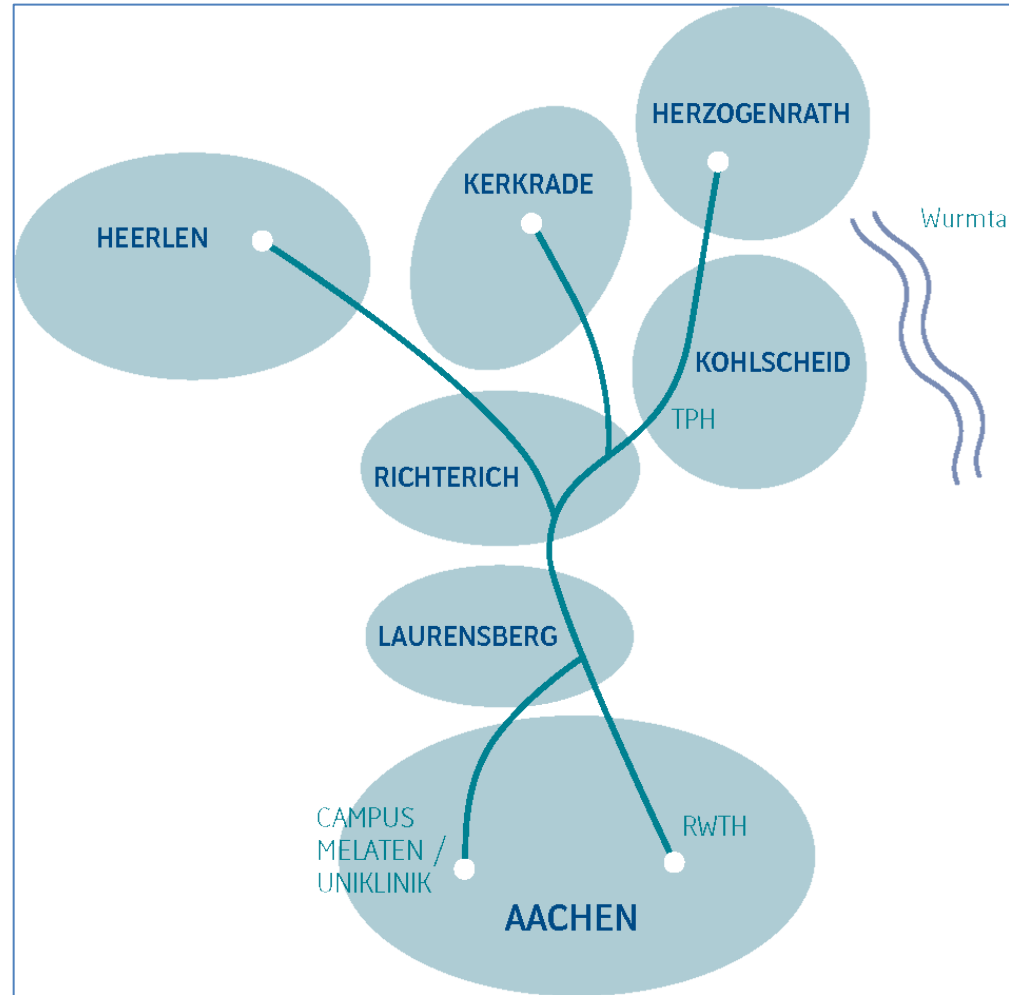 HERZOGENRATH
KERKRADE
Wurmta
HEERLEN
KOHLSCHEID
TPH
RICHTERICH
LAURENSBERG
CAMPUS
MELATEN /
UNIKLINIK
RWTH
AACHEN